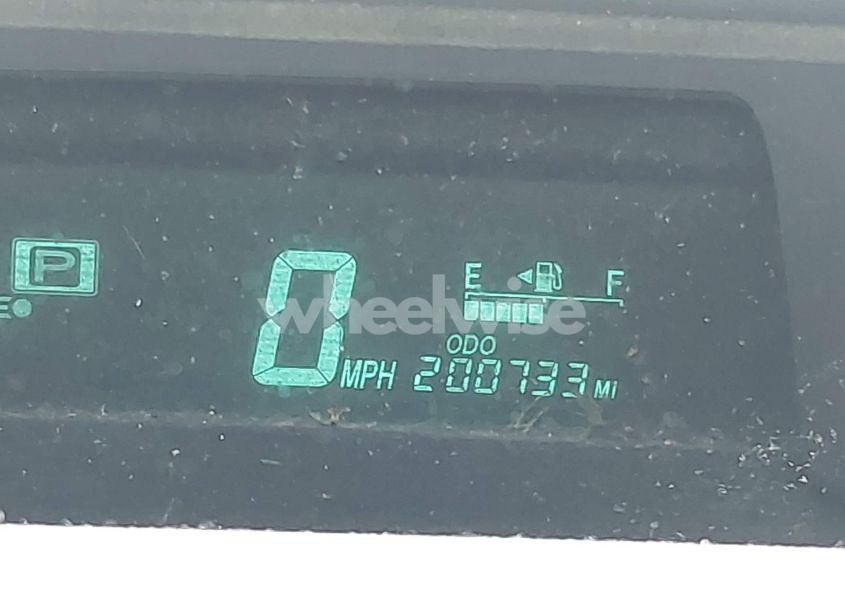 P
E
0 MPH
E F
wheelwise
ODO
200733 MI